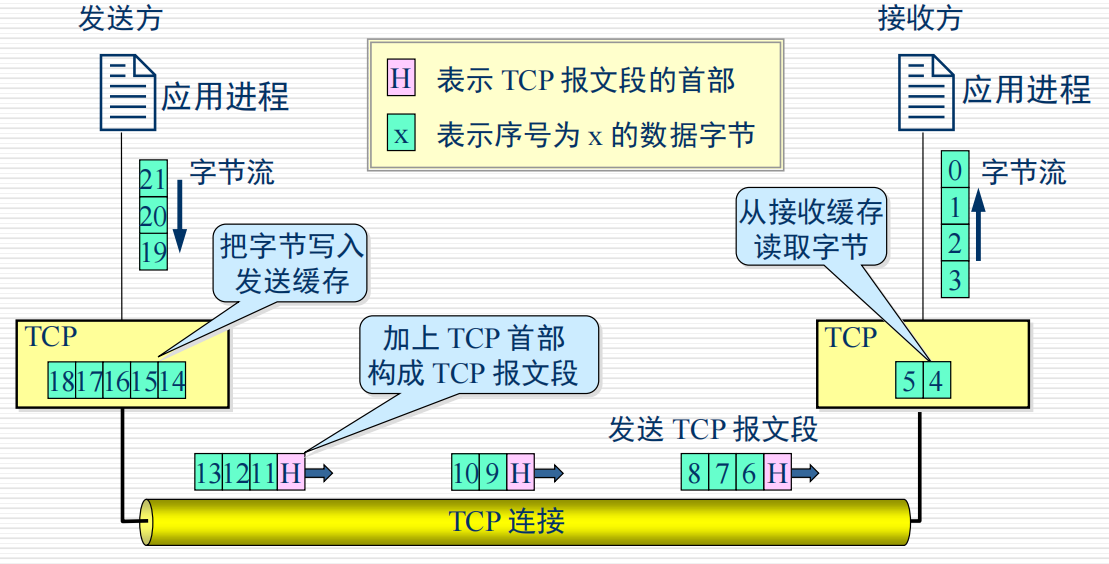 发送方
接收方
H 表示 TCP 报文段的首部
x 表示序号为 x 的数据字节
应用进程
应用进程
21
20
19
字节流
0
1
2
3
字节流
把字节写入
发送缓存
从接收缓存
读取字节
TCP
18 17 16 15 14
TCP
5 4
加上 TCP 首部
构成 TCP 报文段
发送 TCP 报文段
13 12 11 H
10 9 H
8 7 6 H
TCP 连接